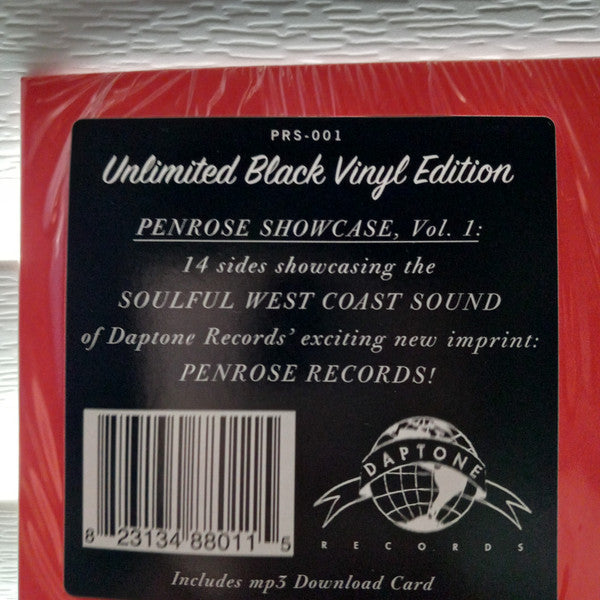 PRS-001
Unlimited Black Vinyl Edition
PENROSE SHOWCASE, Vol. 1:
14 sides showcasing the
SOULFUL WEST COAST SOUND
of Daptone Records' exciting new imprint:
PENROSE RECORDS!
DAPTONE
RECORDS
8 23134 88011 5
Includes mp3 Download Card